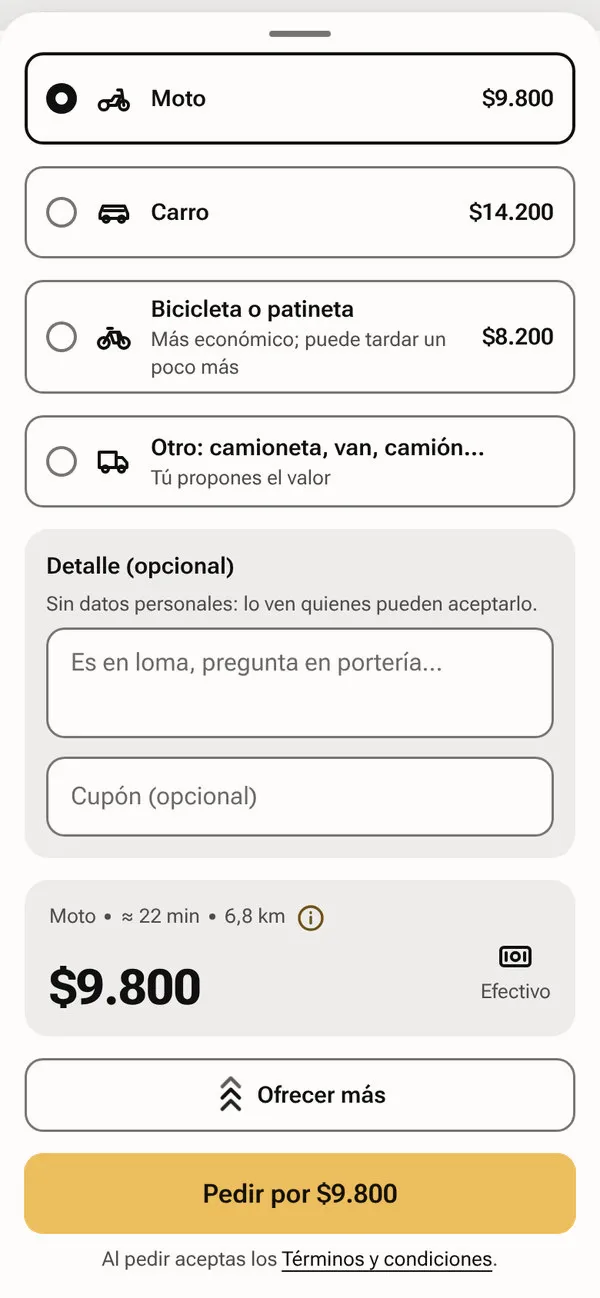 Moto
$9.800
Carro
$14.200
Bicicleta o patineta
Más económico; puede tardar un
poco más
$8.200
Otro: camioneta, van, camión...
Tú propones el valor
Detalle (opcional)
Sin datos personales: lo ven quienes pueden aceptarlo.
Es en loma, pregunta en portería...
Cupón (opcional)
Moto • ≈ 22 min • 6,8 km
$9.800
Efectivo
Ofrecer más
Pedir por $9.800
Al pedir aceptas los Términos y condiciones.